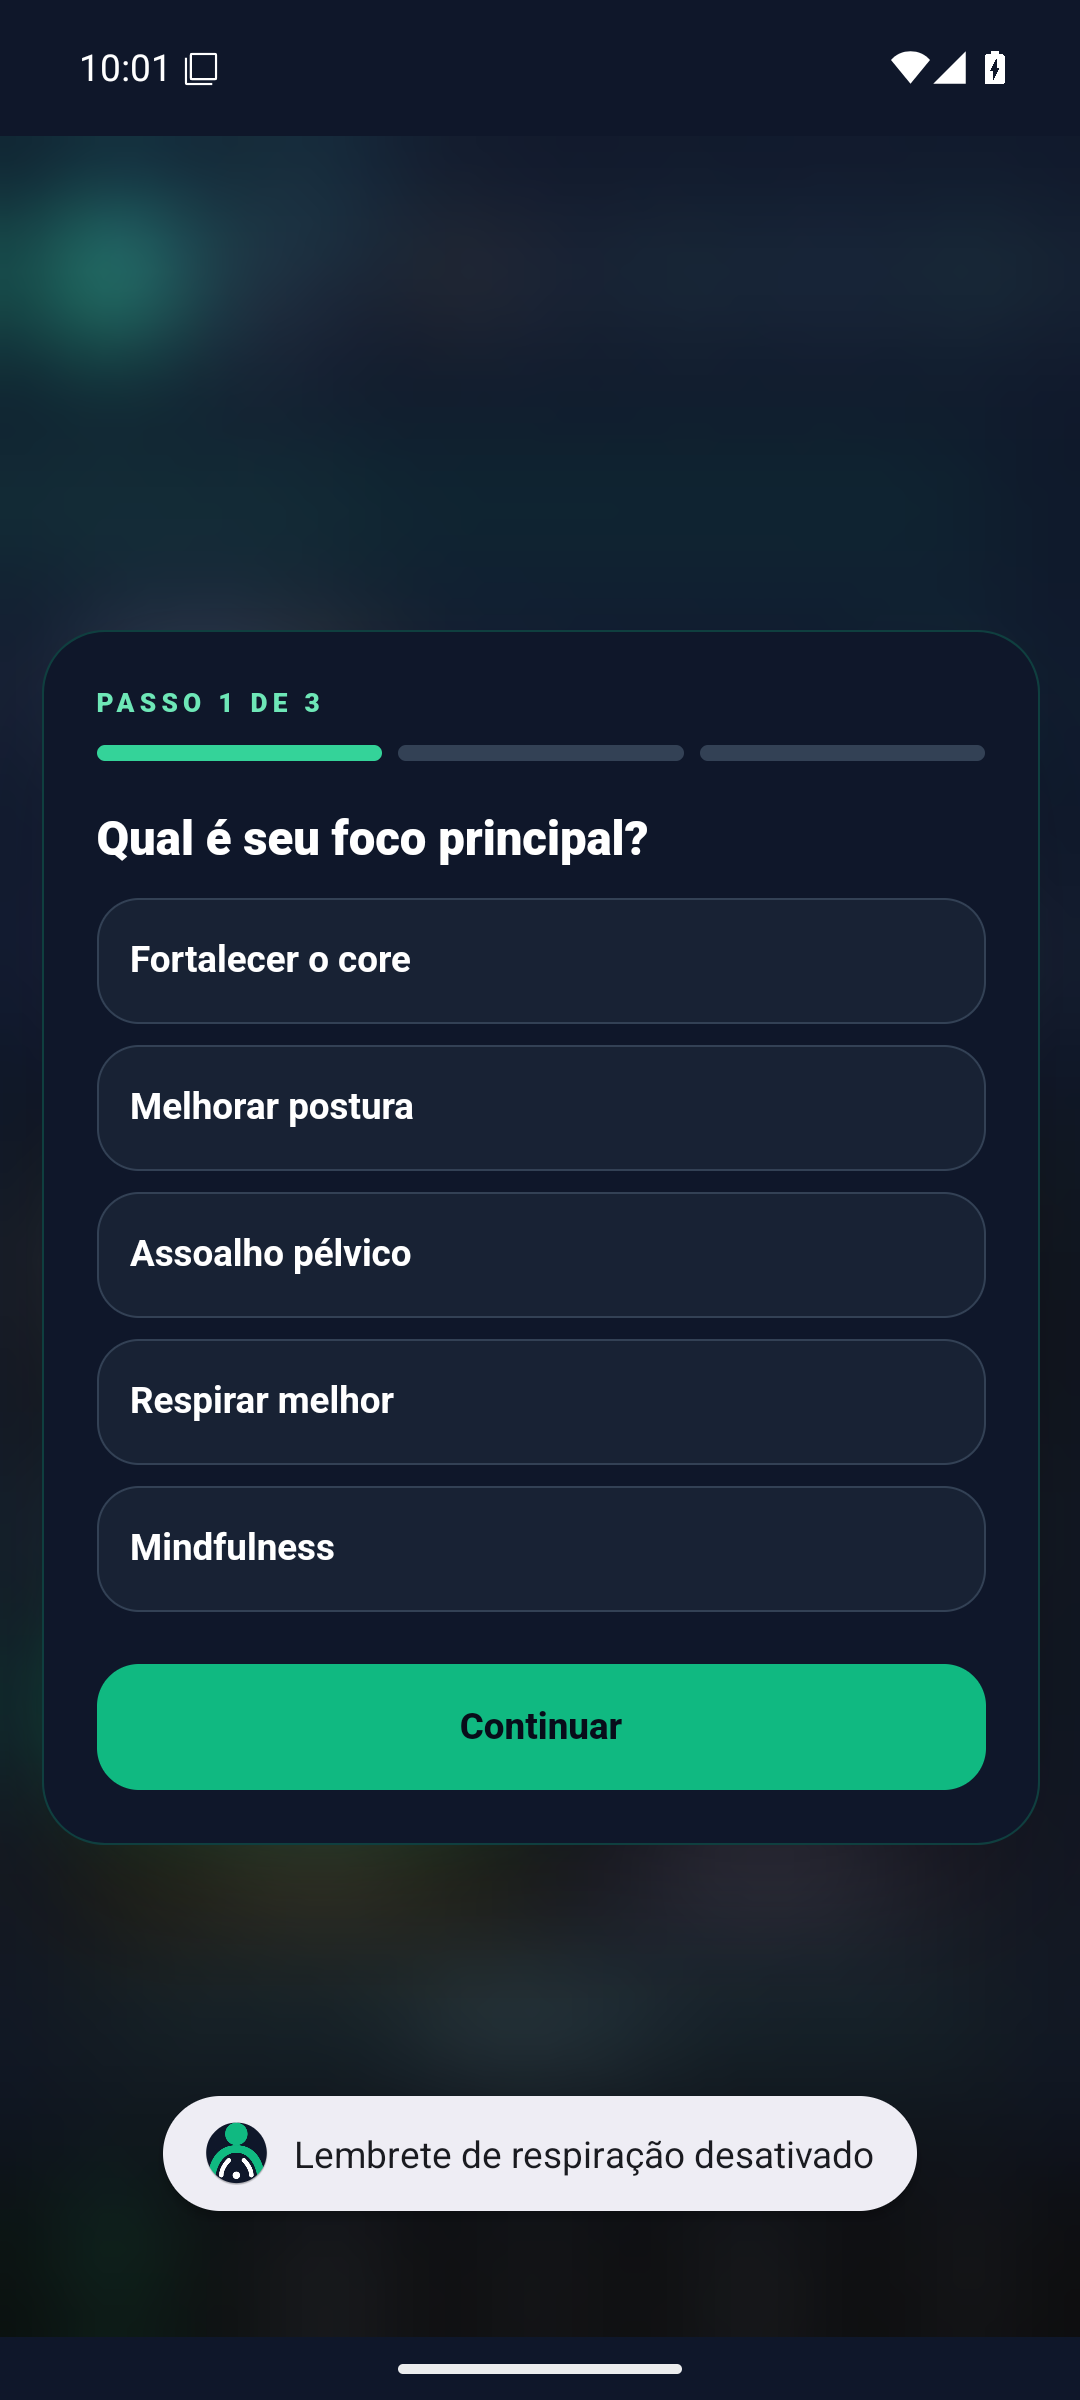 10:01
PASSO 1 DE 3
Qual é seu foco principal?
Fortalecer o core
Melhorar postura
Assoalho pélvico
Respirar melhor
Mindfulness
Continuar
Lembrete de respiração desativado